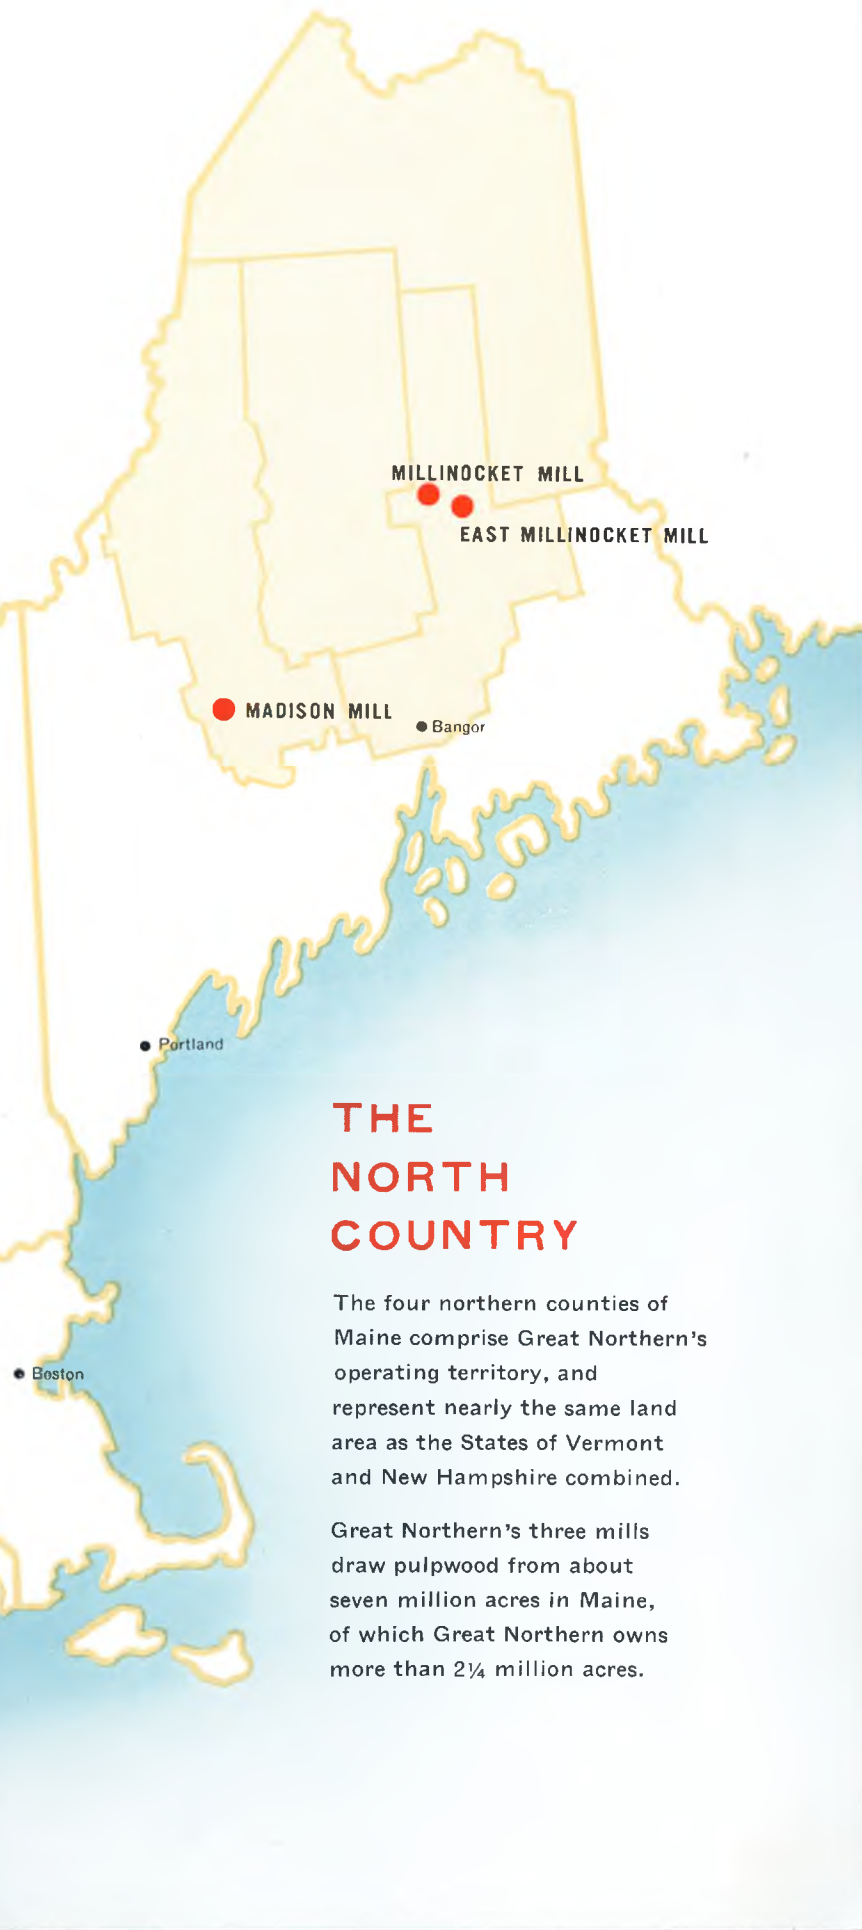 MILLINOCKET MILL
EAST MILLINOCKET MILL
MADISON MILL
Bangor
Portland
THE
NORTH
COUNTRY
The four northern counties of
Maine comprise Great Northern's
operating territory, and
represent nearly the same land
area as the States of Vermont
and New Hampshire combined.
Boston
Great Northern's three mills
draw pulpwood from about
seven million acres in Maine,
of which Great Northern owns
more than 2¼ million acres.